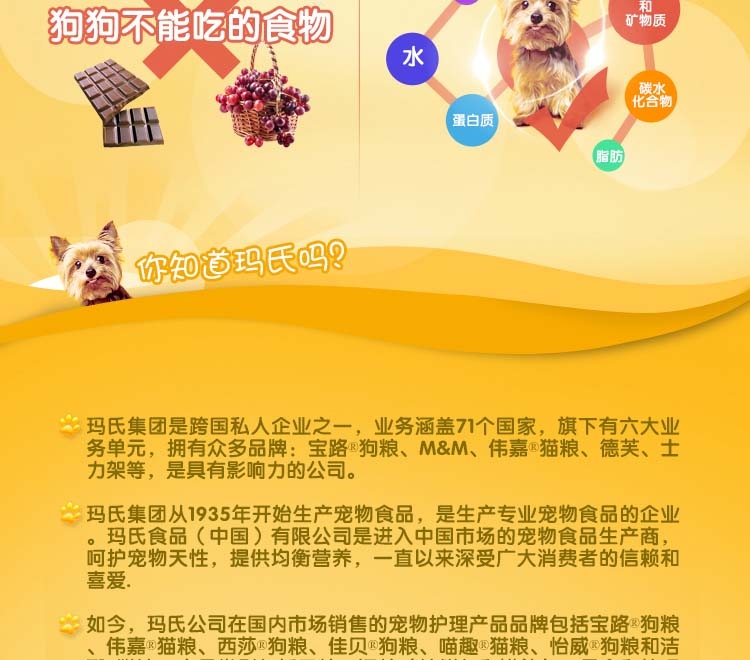 狗狗不能吃的食物
水
蛋白质
和
矿物质
碳水
化合物
脂肪
你知道玛氏吗?
玛氏集团是跨国私人企业之一，业务涵盖71个国家，旗下有六大业
务单元，拥有众多品牌：宝路®狗粮、M&M、伟嘉®猫粮、德芙、士
力架等，是具有影响力的公司。
玛氏集团从1935年开始生产宠物食品，是生产专业宠物食品的企业
。玛氏食品（中国）有限公司是进入中国市场的宠物食品生产商，
呵护宠物天性，提供均衡营养，一直以来深受广大消费者的信赖和
喜爱.
如今，玛氏公司在国内市场销售的宠物护理产品品牌包括宝路®狗粮
、伟嘉®猫粮、西莎®狗粮、佳贝®狗粮、喵趣®猫粮、怡威®狗粮和洁